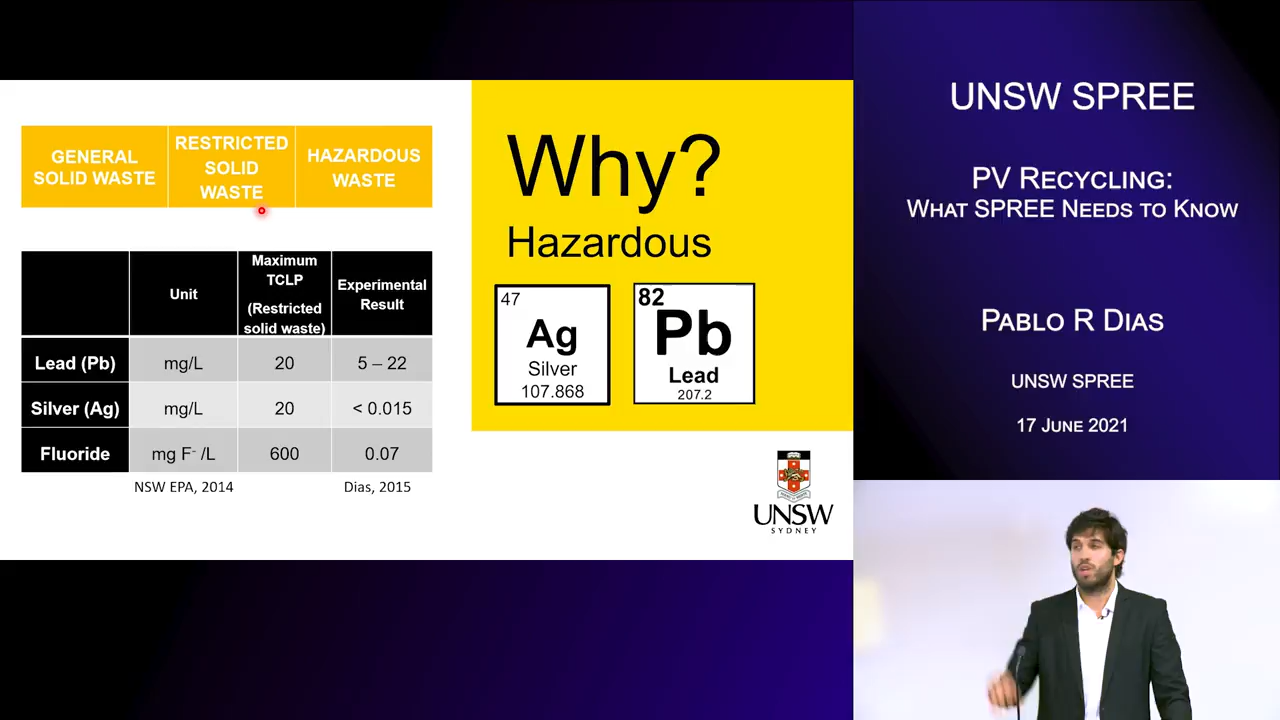 GENERAL
SOLID WASTE
RESTRICTED
SOLID
WASTE
HAZARDOUS
WASTE
Unit
Maximum
TCLP
(Restricted
solid waste)
Experimental
Result
Lead (Pb)
mg/L
20
5 – 22
Silver (Ag)
mg/L
20
< 0.015
Fluoride
mg F⁻ /L
600
0.07
NSW EPA, 2014
Dias, 2015
Why?
Hazardous
47
Ag
Silver
107.868
82
Pb
Lead
207.2
UNSW
SYDNEY
UNSW SPREE
PV RECYCLING:
WHAT SPREE NEEDS TO KNOW
PABLO R DIAS
UNSW SPREE
17 JUNE 2021